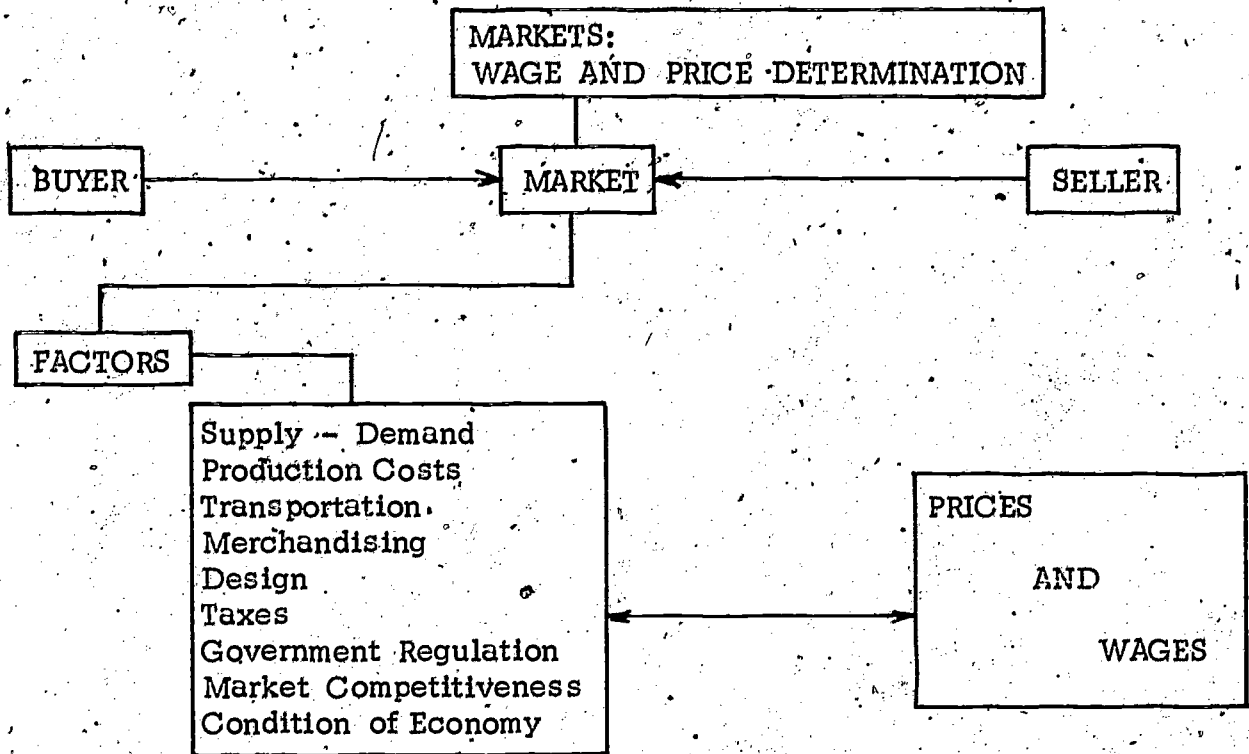 MARKETS:
WAGE AND PRICE DETERMINATION
BUYER
MARKET
SELLER
FACTORS
Supply - Demand
Production Costs
Transportation
Merchandising
Design
Taxes
Government Regulation
Market Competitiveness
Condition of Economy
PRICES
AND
WAGES